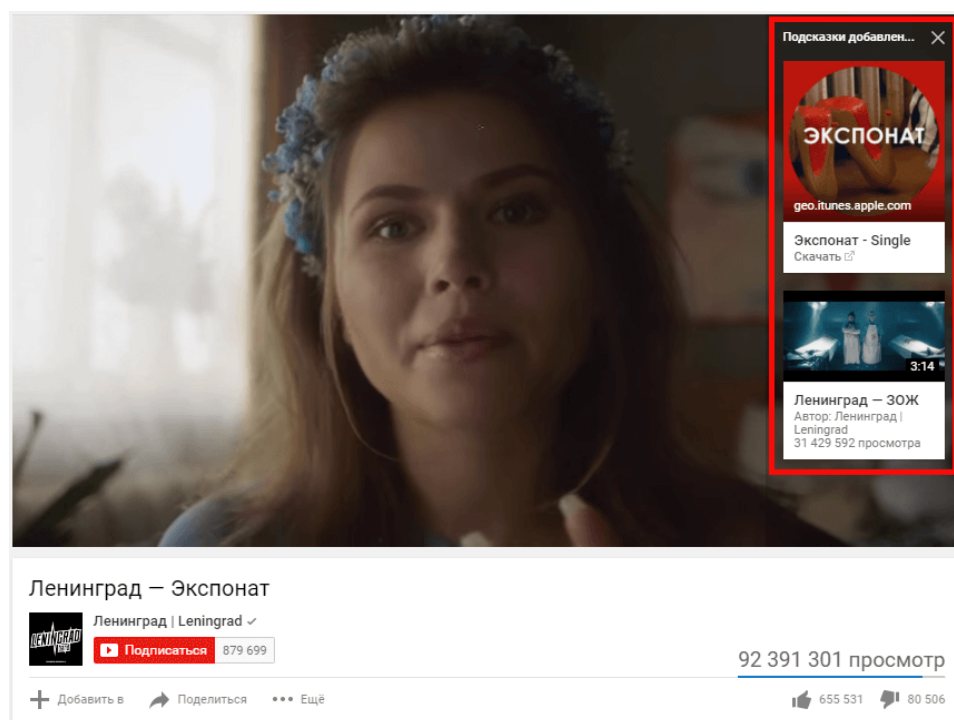 Подсказки добавлен...
ЭКСПОНАТ
geo.itunes.apple.com
Экспонат - Single
Скачать
3:14
Ленинград — ЗОЖ
Автор: Ленинград |
Leningrad
31 429 592 просмотра
Ленинград — Экспонат
LENINGRAD
Ленинград | Leningrad
Подписаться 879 699
92 391 301 просмотр
Добавить в Поделиться Ещё 655 531 80 506